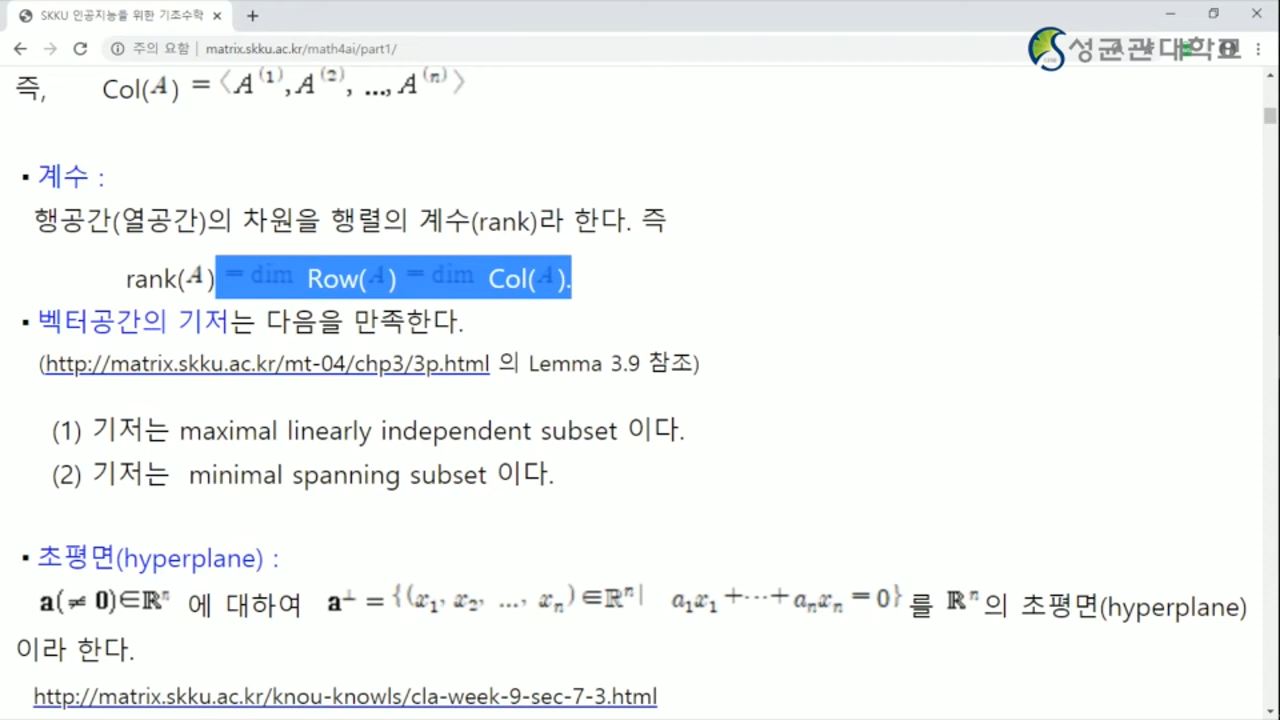 SKKU 인공지능을 위한 기초수학
주의 요함 | matrix.skku.ac.kr/math4ai/part1/
성균관대학교
즉, Col(A) = ⟨A⁽¹⁾, A⁽²⁾, ..., A⁽ⁿ⁾⟩
▪ 계수 :
행공간(열공간)의 차원을 행렬의 계수(rank)라 한다. 즉
rank(A) = dim Row(A) = dim Col(A).
▪ 벡터공간의 기저는 다음을 만족한다.
(http://matrix.skku.ac.kr/mt-04/chp3/3p.html 의 Lemma 3.9 참조)
(1) 기저는 maximal linearly independent subset 이다.
(2) 기저는 minimal spanning subset 이다.
▪ 초평면(hyperplane) :
a(≠ 0)∈ℝⁿ 에 대하여 a⊥ = {(x₁, x₂, ..., xₙ)∈ℝⁿ| a₁x₁+⋯+aₙxₙ = 0}를 ℝⁿ의 초평면(hyperplane)
이라 한다.
http://matrix.skku.ac.kr/knou-knowls/cla-week-9-sec-7-3.html